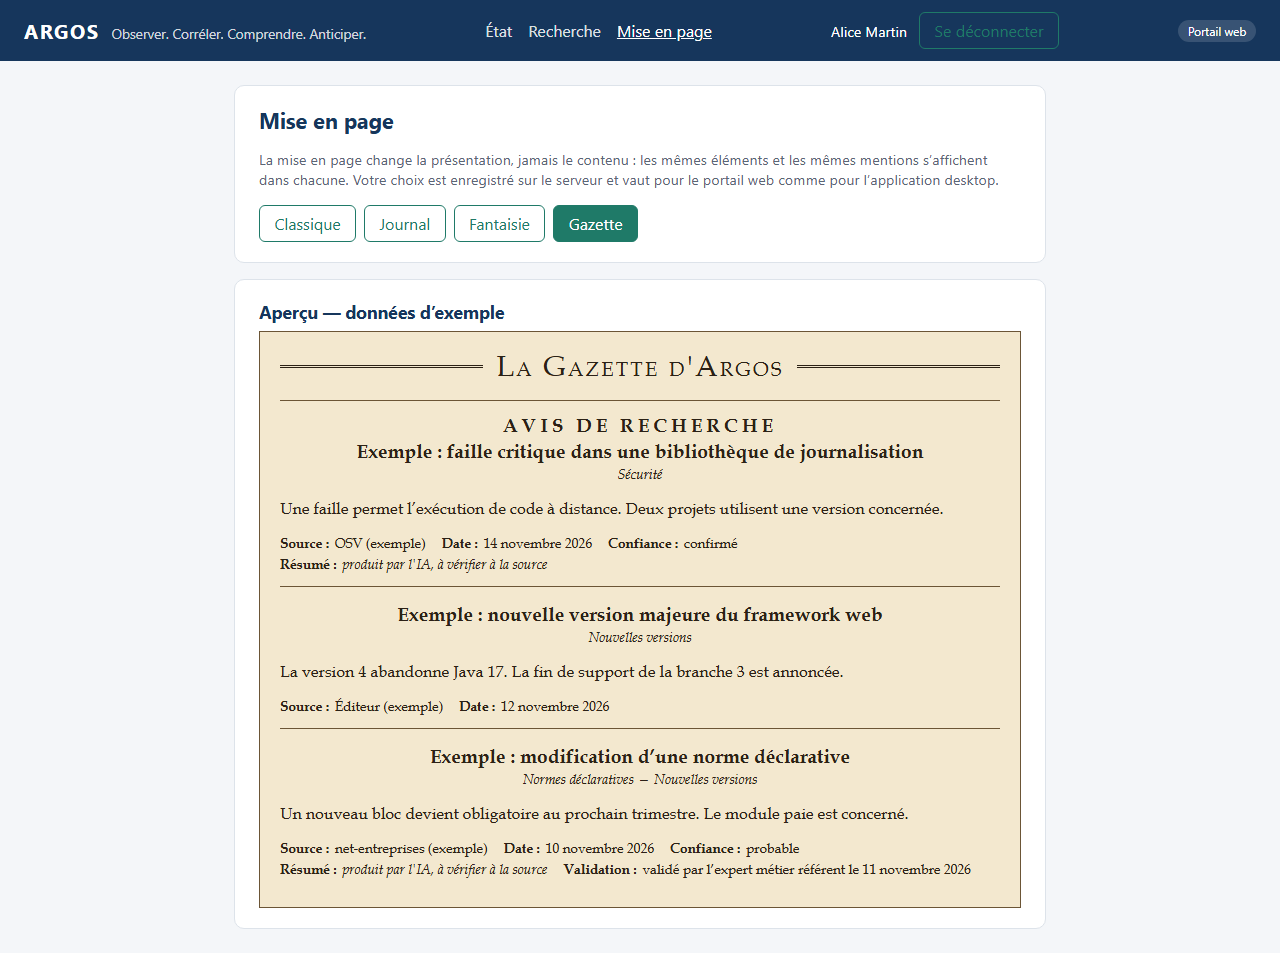 ARGOS Observer. Corréler. Comprendre. Anticiper. État Recherche Mise en page Alice Martin Se déconnecter Portail web
Mise en page
La mise en page change la présentation, jamais le contenu : les mêmes éléments et les mêmes mentions s’affichent
dans chacune. Votre choix est enregistré sur le serveur et vaut pour le portail web comme pour l’application desktop.
Classique Journal Fantaisie Gazette
Aperçu — données d’exemple
La Gazette d'Argos
AVIS DE RECHERCHE
Exemple : faille critique dans une bibliothèque de journalisation
Sécurité
Une faille permet l’exécution de code à distance. Deux projets utilisent une version concernée.
Source : OSV (exemple) Date : 14 novembre 2026 Confiance : confirmé
Résumé : produit par l'IA, à vérifier à la source
Exemple : nouvelle version majeure du framework web
Nouvelles versions
La version 4 abandonne Java 17. La fin de support de la branche 3 est annoncée.
Source : Éditeur (exemple) Date : 12 novembre 2026
Exemple : modification d’une norme déclarative
Normes déclaratives — Nouvelles versions
Un nouveau bloc devient obligatoire au prochain trimestre. Le module paie est concerné.
Source : net-entreprises (exemple) Date : 10 novembre 2026 Confiance : probable
Résumé : produit par l'IA, à vérifier à la source Validation : validé par l’expert métier référent le 11 novembre 2026